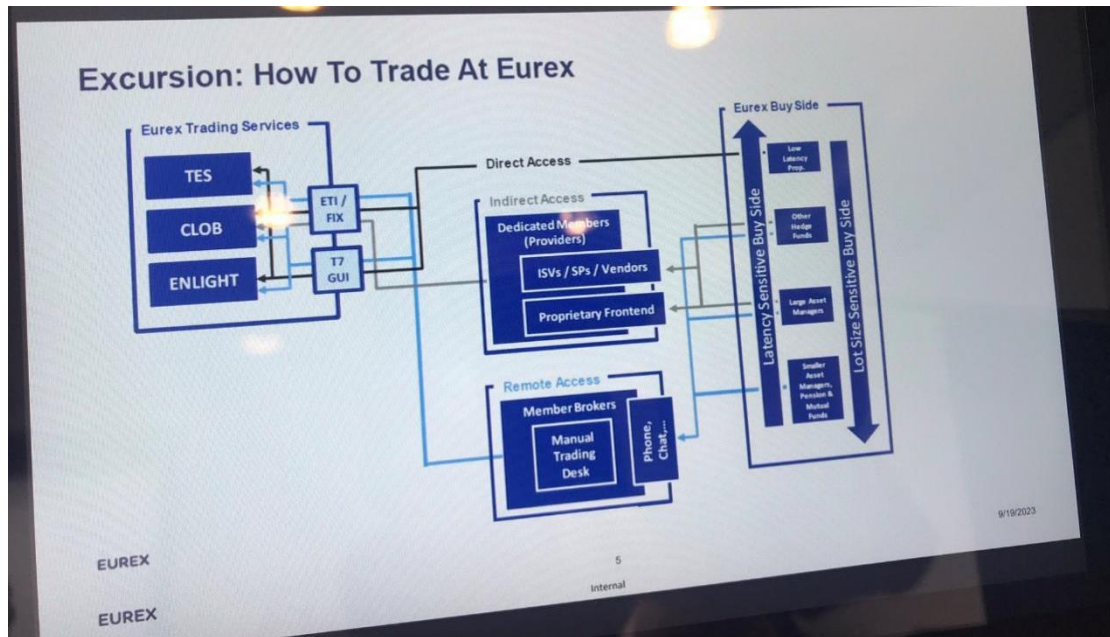 Excursion: How To Trade At Eurex
Eurex Trading Services
TES
CLOB
ENLIGHT
ETI /
FIX
T7
GUI
Direct Access
Indirect Access
Dedicated Members
(Providers)
ISVs / SPs / Vendors
Proprietary Frontend
Remote Access
Member Brokers
Manual
Trading
Desk
Phone,
Chat,...
Eurex Buy Side
Latency Sensitive Buy Side
Low
Latency
Prop.
Other
Hedge
Funds
Large Asset
Managers
Smaller
Asset
Managers,
Pension &
Mutual
Funds
Lot Size Sensitive Buy Side
9/19/2023
EUREX
5
Internal
EUREX